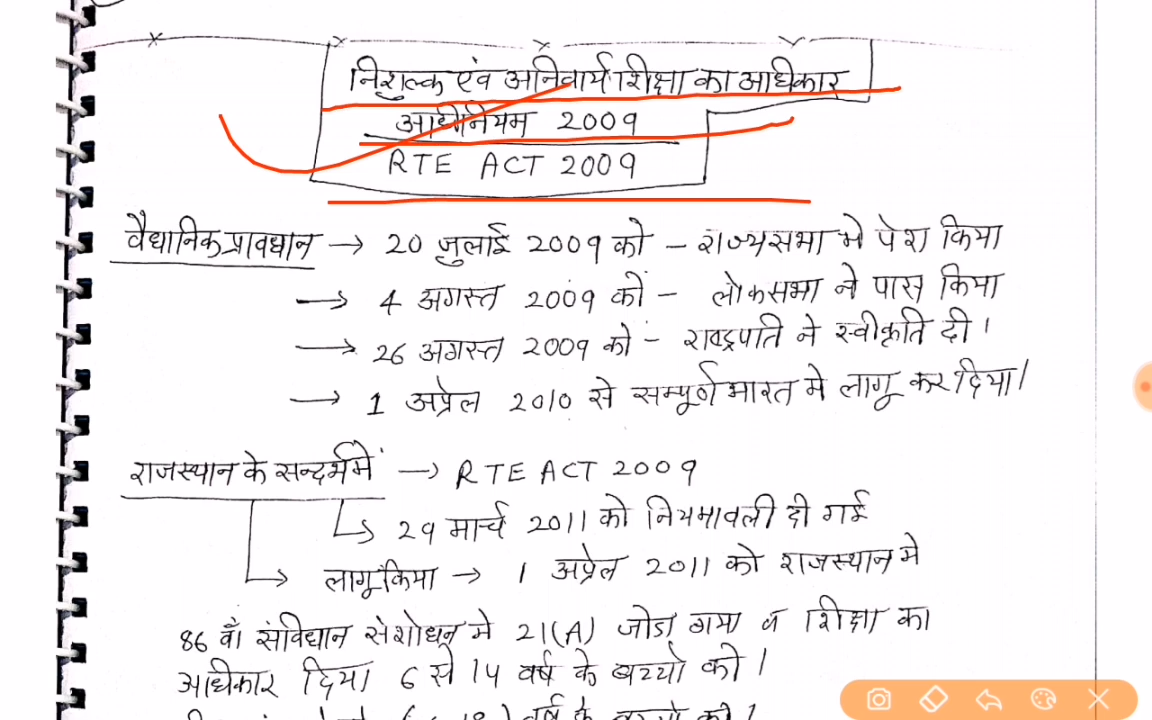 निशुल्क एवं अनिवार्य शिक्षा का अधिकार
अधिनियम 2009
RTE ACT 2009
वैधानिक प्रावधान → 20 जुलाई 2009 को - राज्यसभा मे पेश किया
→ 4 अगस्त 2009 को - लोकसभा ने पास किया
→ 26 अगस्त 2009 को - राष्ट्रपति ने स्वीकृति दी।
→ 1 अप्रेल 2010 से सम्पूर्ण भारत मे लागू कर दिया।
राजस्थान के सन्दर्भ में → RTE ACT 2009
↳ 29 मार्च 2011 को नियमावली दी गई
↳ लागू किया → 1 अप्रेल 2011 को राजस्थान मे
86 वाँ संविधान संशोधन मे 21(A) जोडा गया व शिक्षा का
अधिकार दिया 6 से 14 वर्ष के बच्चो को।
वर्ष के बच्चो को।